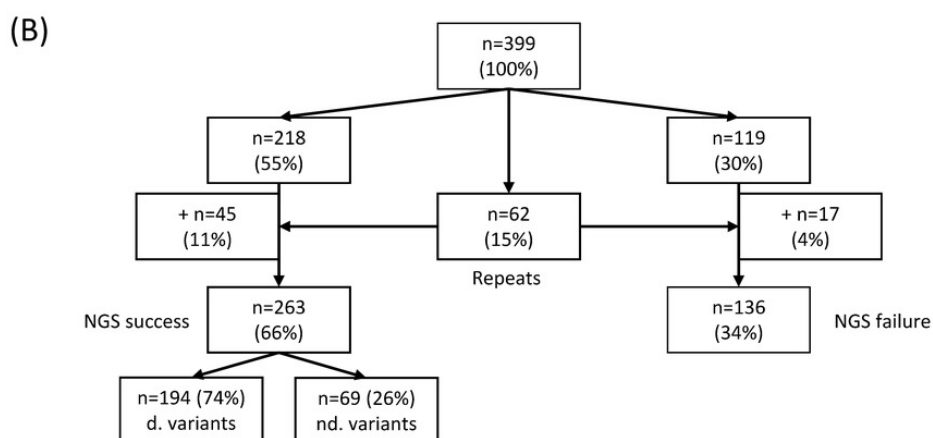 (B)
n=399
(100%)
n=218
(55%)
n=119
(30%)
+ n=45
(11%)
n=62
(15%)
+ n=17
(4%)
Repeats
NGS success
n=263
(66%)
n=136
(34%)
NGS failure
n=194 (74%)
d. variants
n=69 (26%)
nd. variants